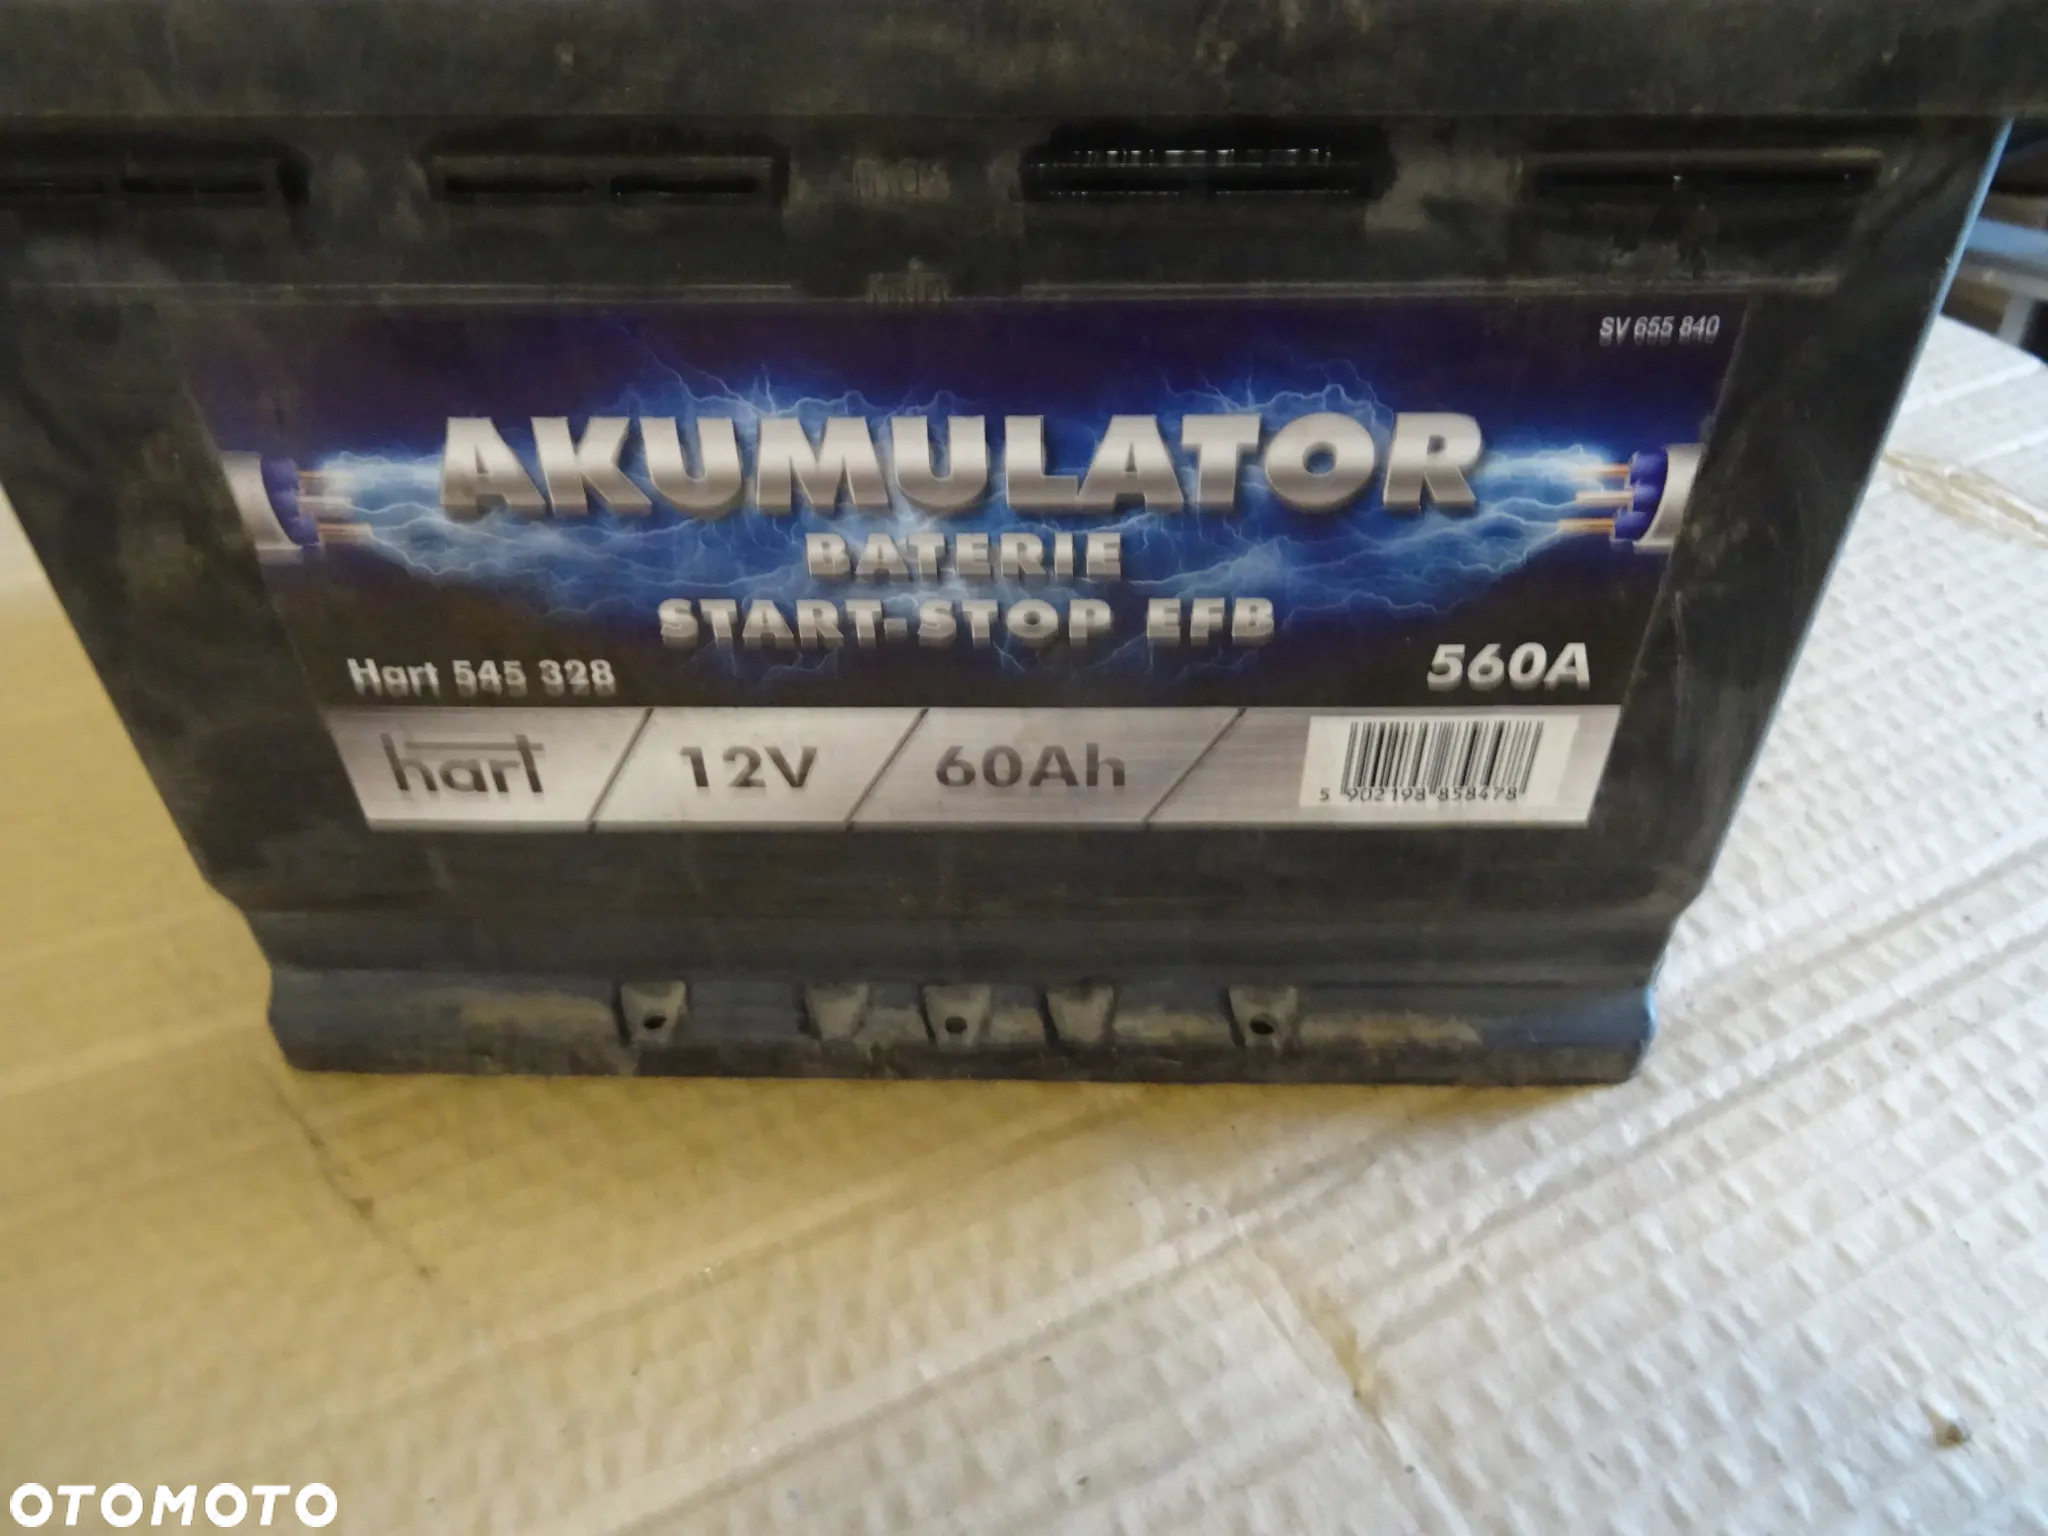 SV 655 840
AKUMULATOR
BATERIE
START-STOP EFB
Hart 545 328
560A
hart
12V
60Ah
5 902198 858478
OTOMOTO